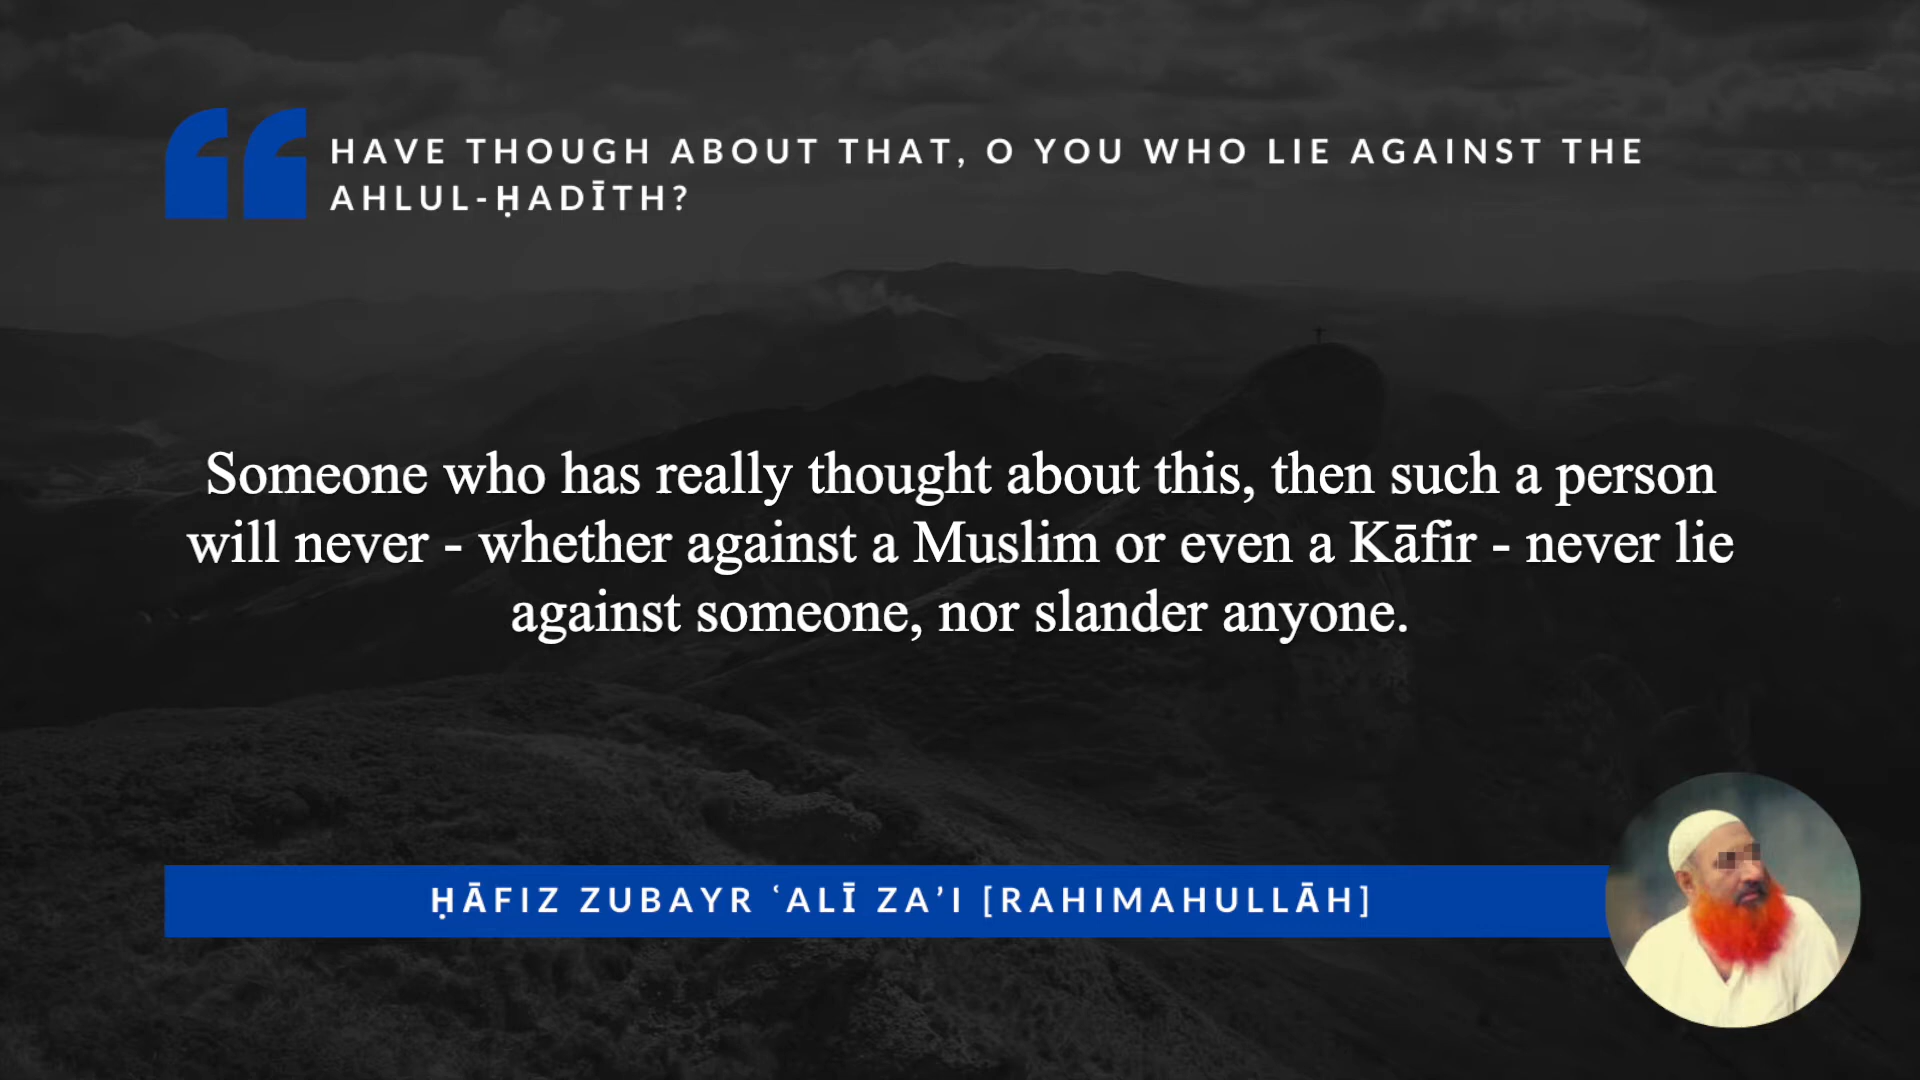 HAVE THOUGH ABOUT THAT, O YOU WHO LIE AGAINST THE
AHLUL-ḤADĪTH?
Someone who has really thought about this, then such a person
will never - whether against a Muslim or even a Kāfir - never lie
against someone, nor slander anyone.
ḤĀFIZ ZUBAYR ʿALĪ ZA’I [RAHIMAHULLĀH]